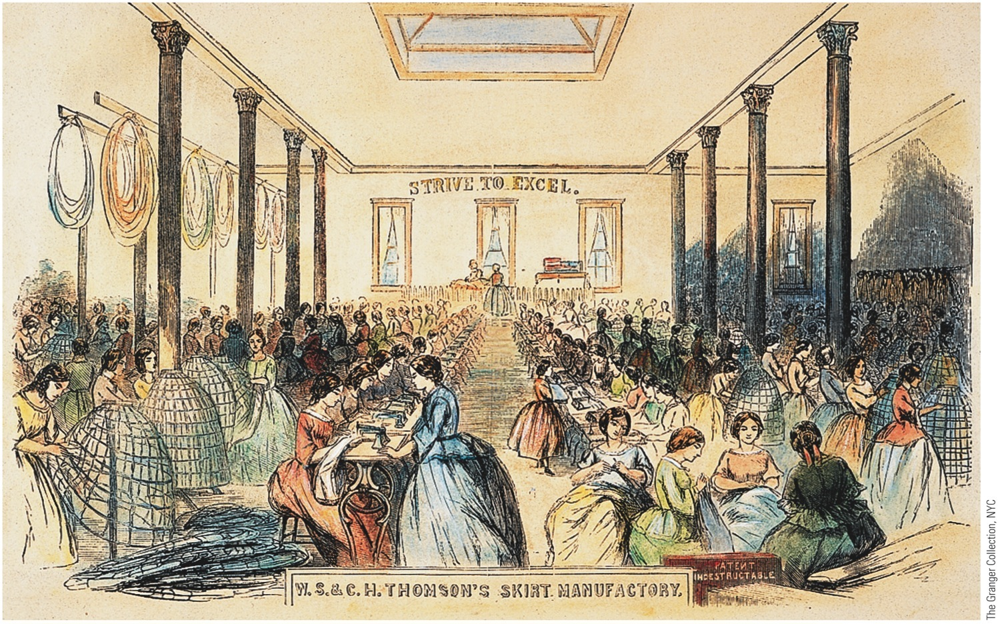 STRIVE TO EXCEL.
PATENT
INDESTRUCTABLE
W. S. & C. H. THOMSON'S SKIRT MANUFACTORY.
The Granger Collection, NYC